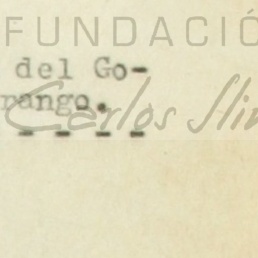 FUNDACIÓ
del Go-
rango.
Carlos Slim
- - - -